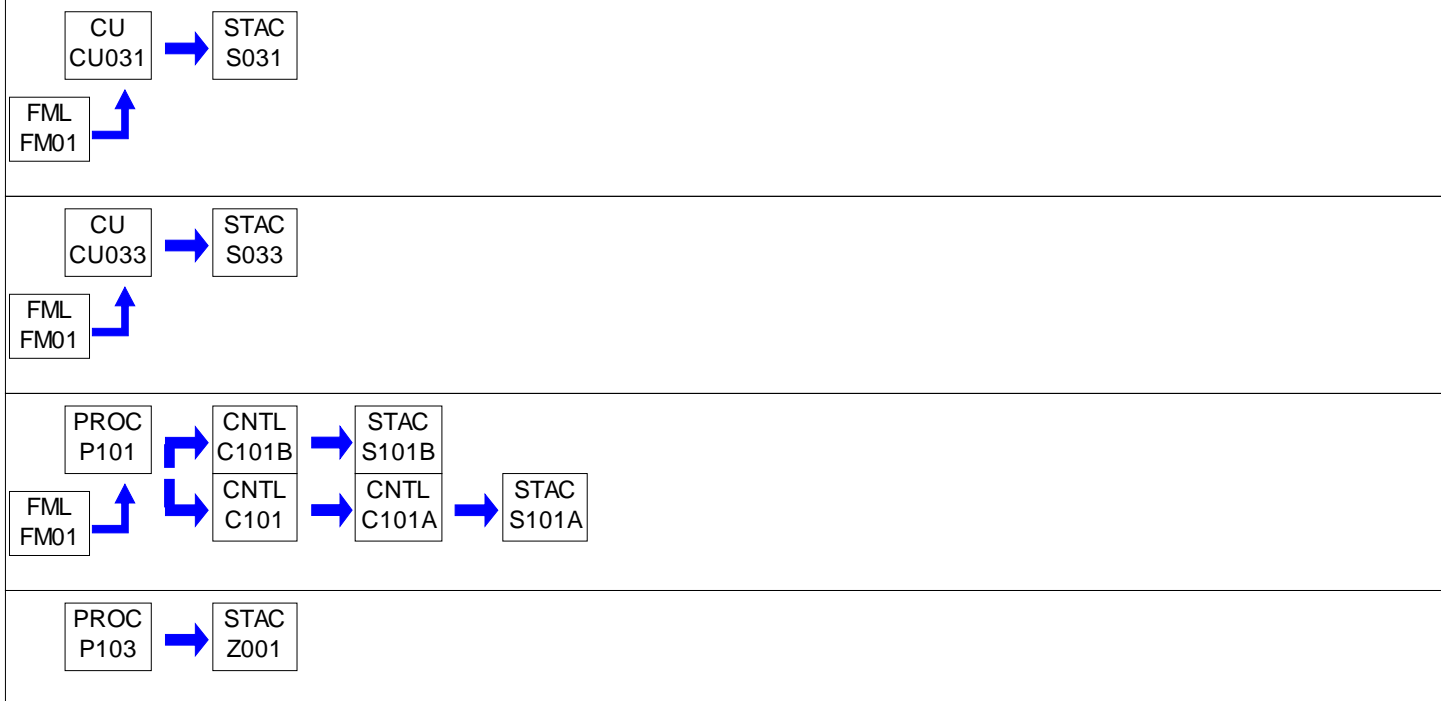 CU
CU031
STAC
S031
FML
FM01
CU
CU033
STAC
S033
FML
FM01
PROC
P101
CNTL
C101B
STAC
S101B
CNTL
C101
CNTL
C101A
STAC
S101A
FML
FM01
PROC
P103
STAC
Z001